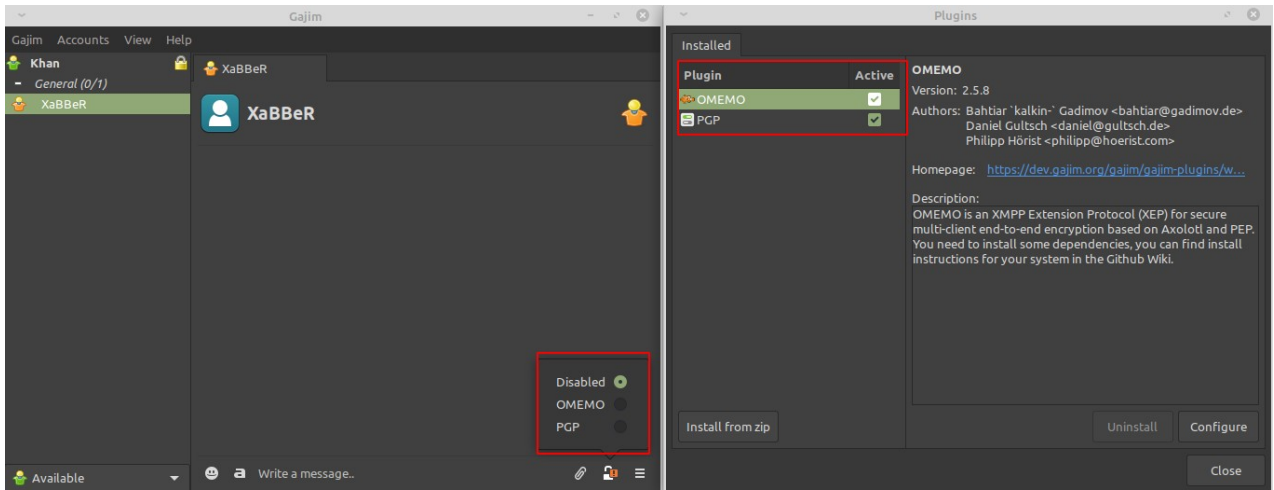 Gajim
Gajim Accounts View Help
Khan
General (0/1)
XaBBeR
XaBBeR
XaBBeR
Disabled
OMEMO
PGP
Available
a Write a message..
Plugins
Installed
Plugin Active
OMEMO
PGP
Install from zip
OMEMO
Version: 2.5.8
Authors: Bahtiar `kalkin-` Gadimov <bahtiar@gadimov.de>
Daniel Gultsch <daniel@gultsch.de>
Philipp Hörist <philipp@hoerist.com>
Homepage: https://dev.gajim.org/gajim/gajim-plugins/w...
Description:
OMEMO is an XMPP Extension Protocol (XEP) for secure
multi-client end-to-end encryption based on Axolotl and PEP.
You need to install some dependencies, you can find install
instructions for your system in the Github Wiki.
Uninstall Configure
Close